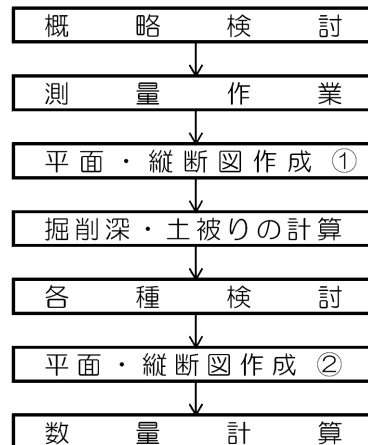 概略検討
測量作業
平面・縦断図作成 ①
掘削深・土被りの計算
各種検討
平面・縦断図作成 ②
数量計算